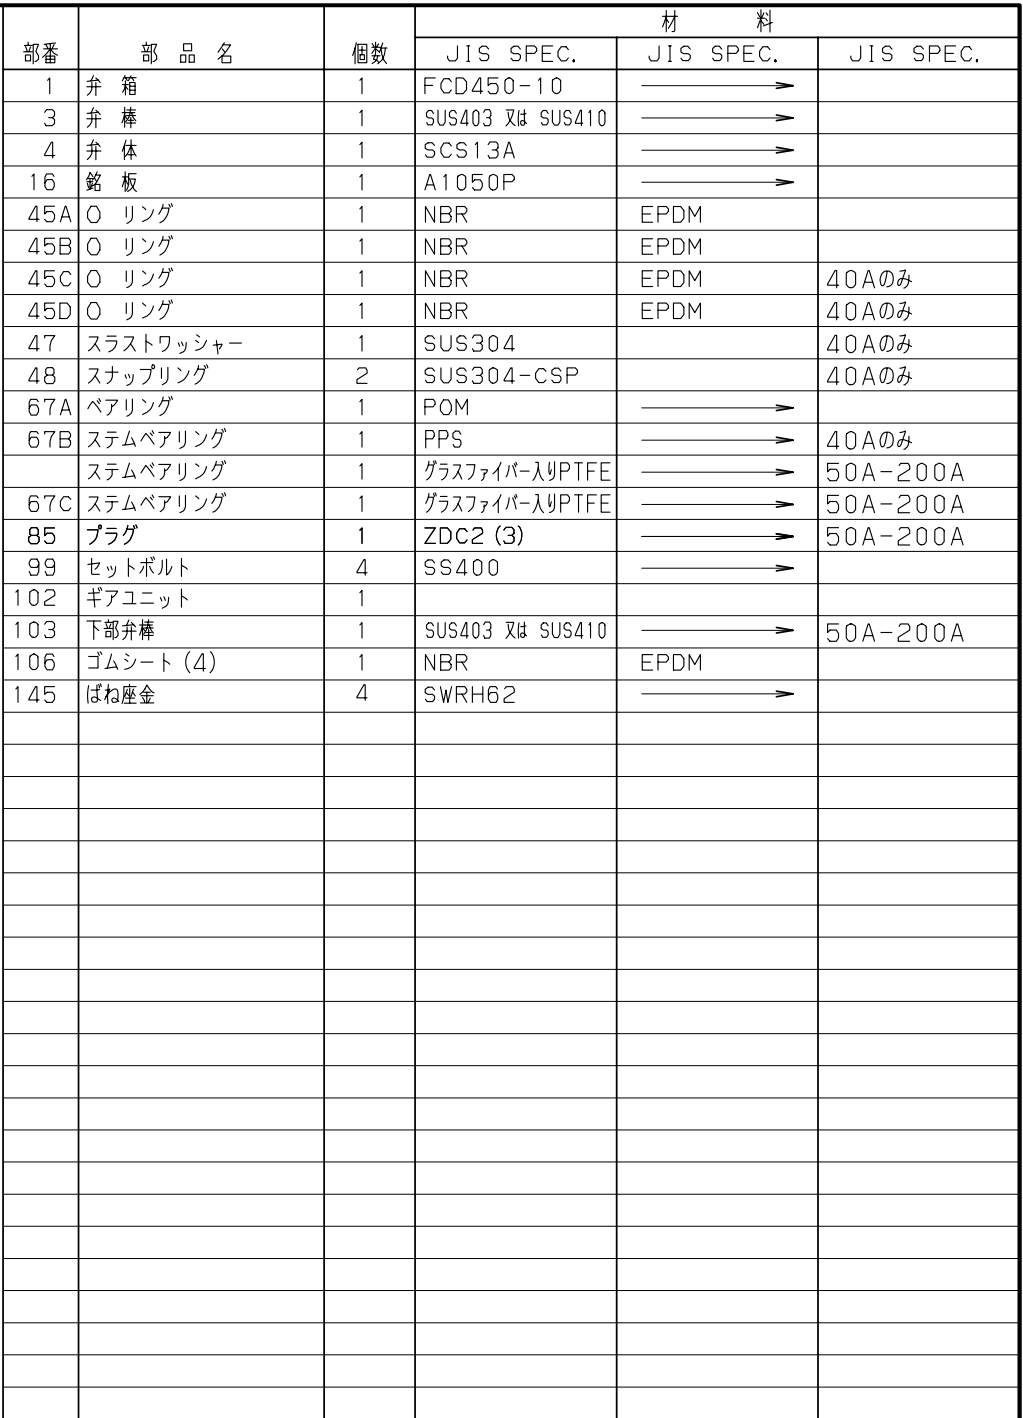 材 料
部番 部 品 名 個数 JIS SPEC. JIS SPEC. JIS SPEC.
1 弁 箱 1 FCD450-10 →
3 弁 棒 1 SUS403 又は SUS410 →
4 弁 体 1 SCS13A →
16 銘 板 1 A1050P →
45A O リング 1 NBR EPDM
45B O リング 1 NBR EPDM
45C O リング 1 NBR EPDM 40Aのみ
45D O リング 1 NBR EPDM 40Aのみ
47 スラストワッシャー 1 SUS304 40Aのみ
48 スナップリング 2 SUS304-CSP 40Aのみ
67A ベアリング 1 POM →
67B ステムベアリング 1 PPS → 40Aのみ
ステムベアリング 1 グラスファイバー入りPTFE → 50A-200A
67C ステムベアリング 1 グラスファイバー入りPTFE → 50A-200A
85 プラグ 1 ZDC2 (3) → 50A-200A
99 セットボルト 4 SS400 →
102 ギアユニット 1
103 下部弁棒 1 SUS403 又は SUS410 → 50A-200A
106 ゴムシート (4) 1 NBR EPDM
145 ばね座金 4 SWRH62 →